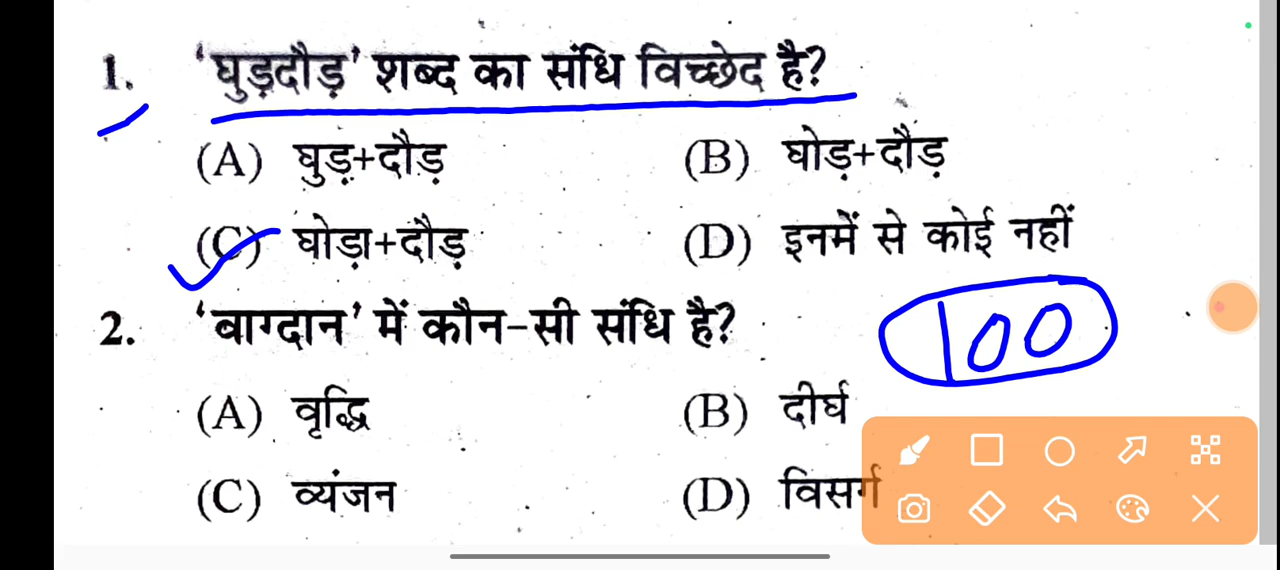 1. 'घुड़दौड़' शब्द का संधि विच्छेद है?
(A) घुड़+दौड़ (B) घोड़+दौड़
(C) घोड़ा+दौड़ (D) इनमें से कोई नहीं
2. 'वाग्दान' में कौन-सी संधि है?
100
(A) वृद्धि (B) दीर्घ
(C) व्यंजन (D) विसर्ग